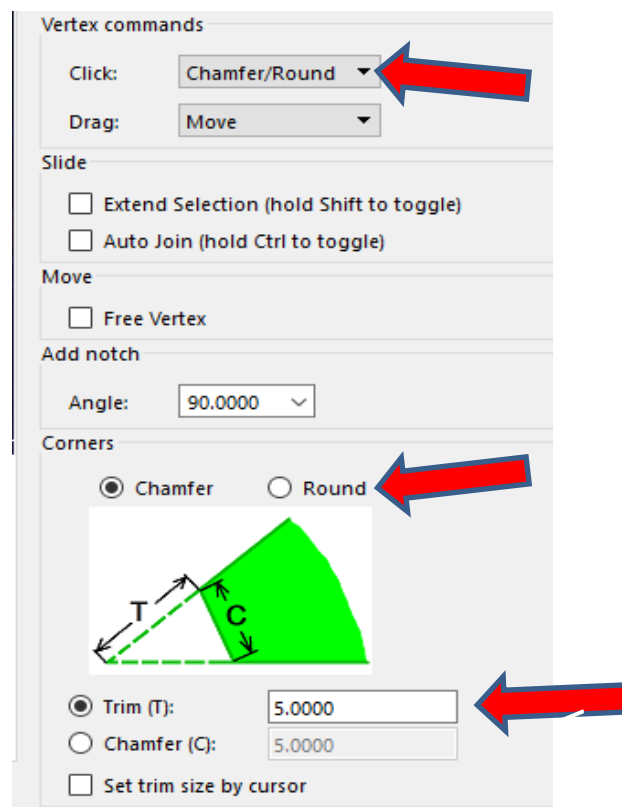 Vertex commands
Click: Chamfer/Round
Drag: Move
Slide
Extend Selection (hold Shift to toggle)
Auto Join (hold Ctrl to toggle)
Move
Free Vertex
Add notch
Angle: 90.0000
Corners
Chamfer Round
T C
Trim (T): 5.0000
Chamfer (C): 5.0000
Set trim size by cursor